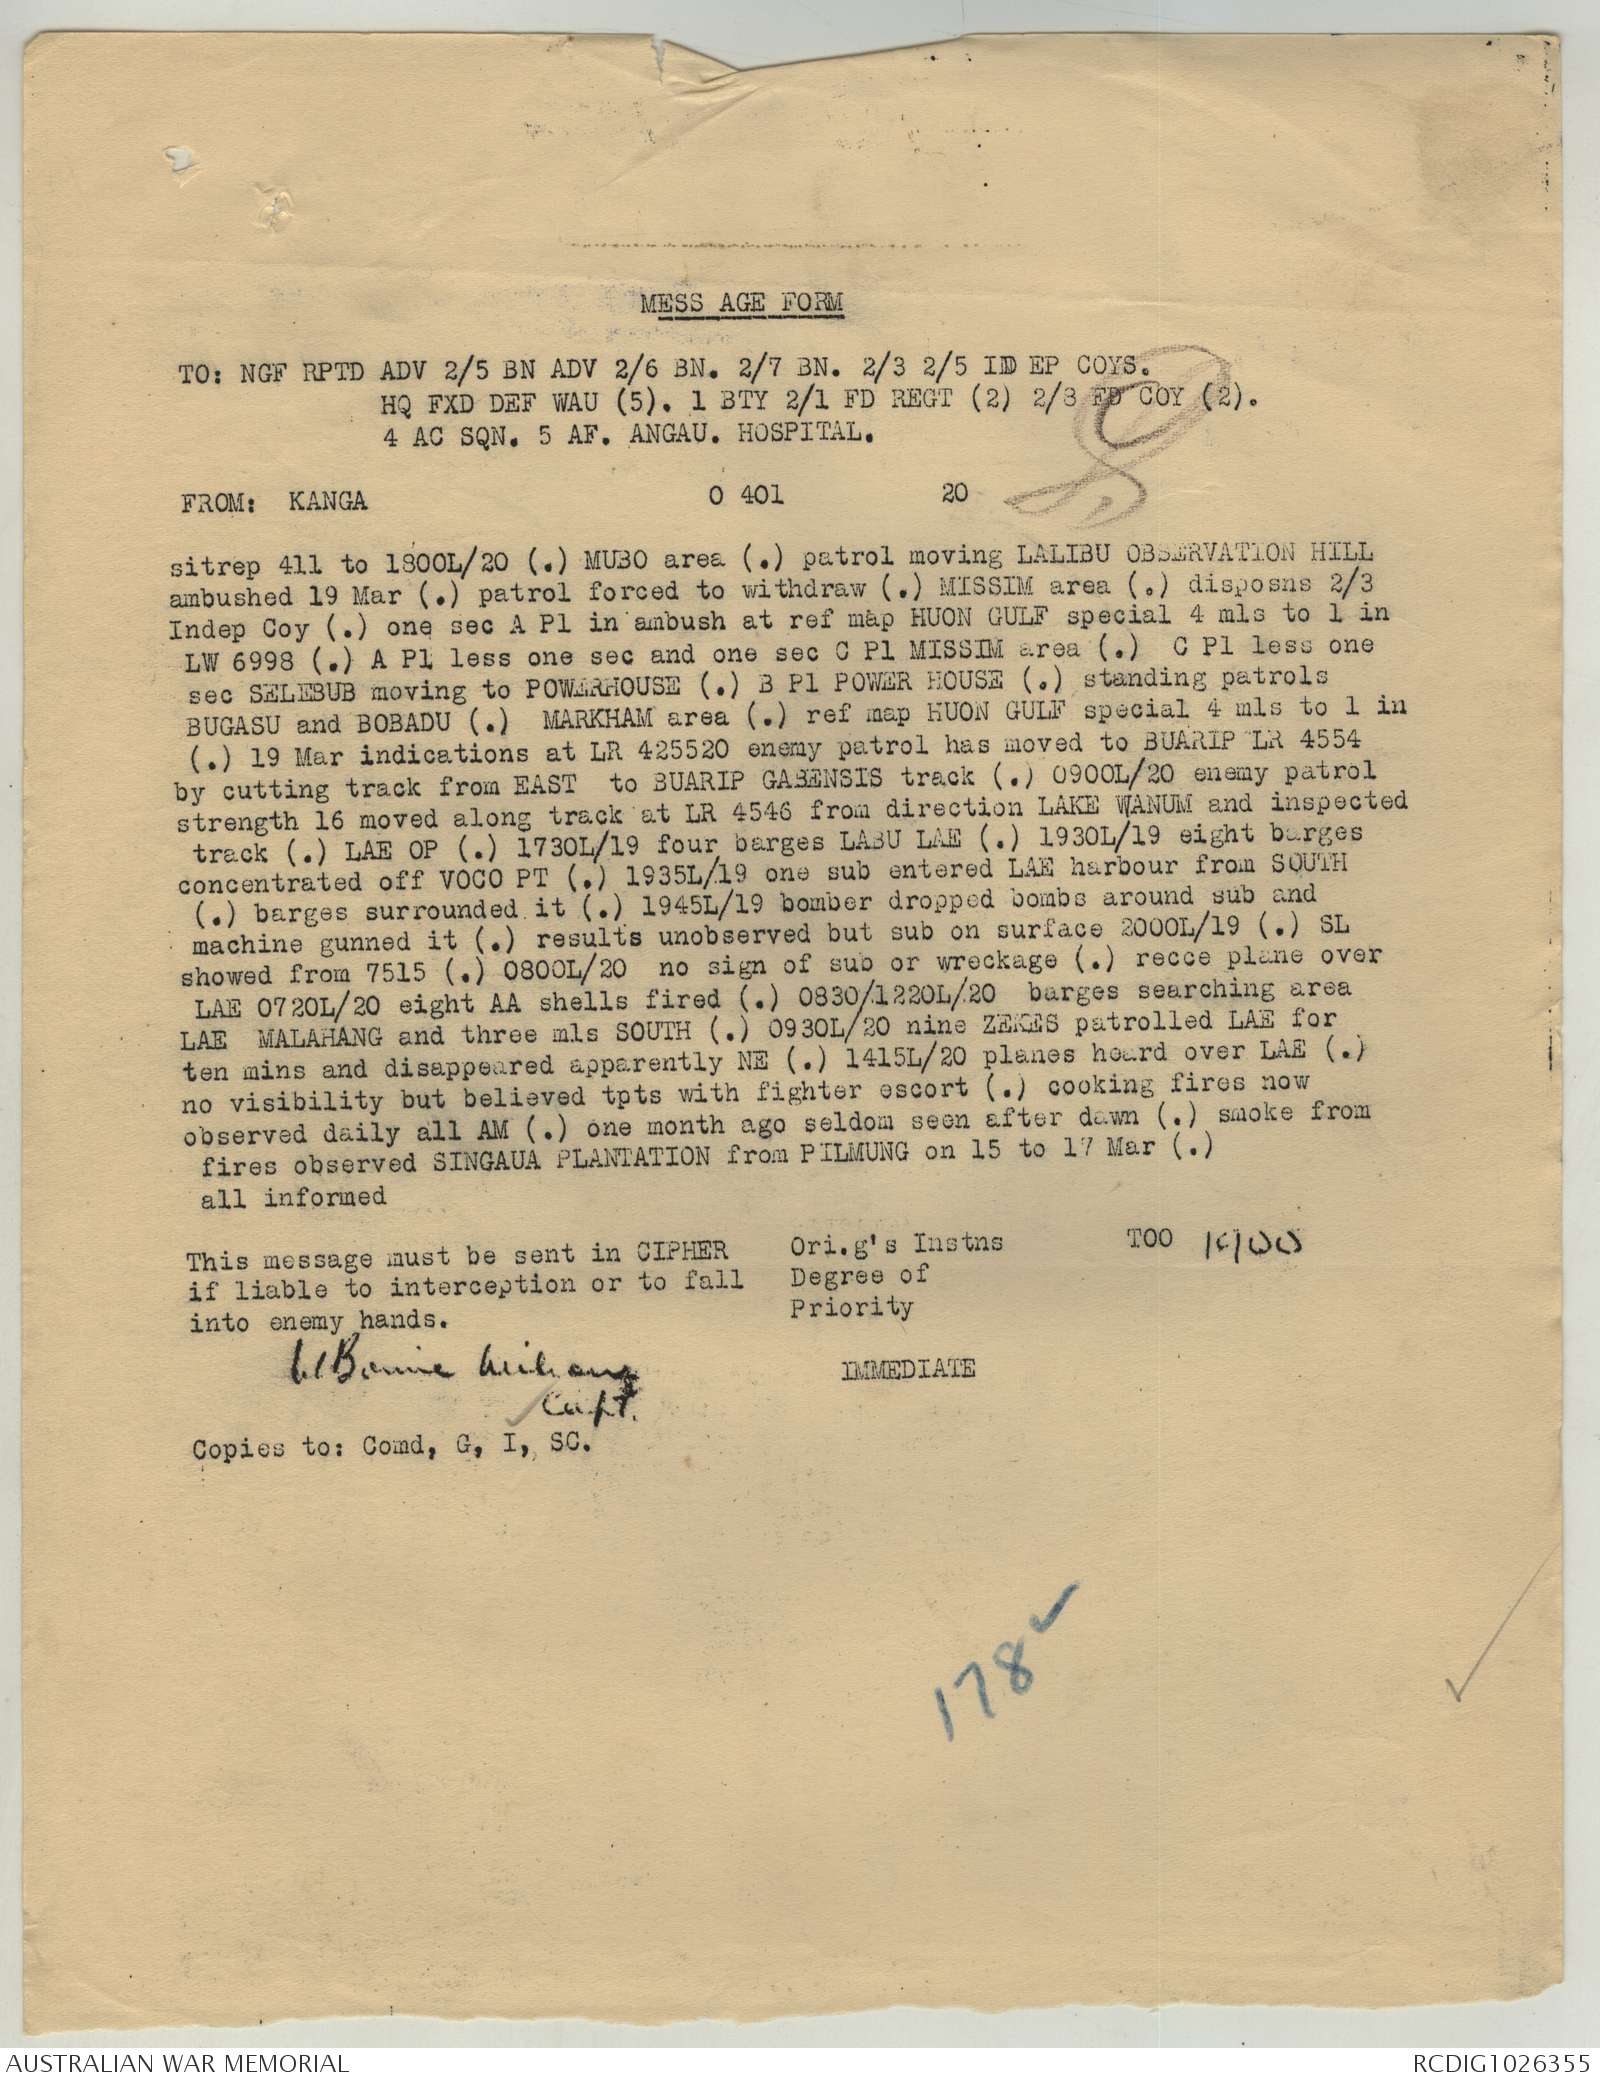 MESS AGE FORM
TO: NGF RPTD ADV 2/5 BN ADV 2/6 BN. 2/7 BN. 2/3 2/5 IND EP COYS.
HQ FXD DEF WAU (5). 1 BTY 2/1 FD REGT (2) 2/8 FD COY (2).
4 AC SQN. 5 AF. ANGAU. HOSPITAL.
FROM: KANGA O 401 20
sitrep 411 to 1800L/20 (.) MUBO area (.) patrol moving LALIBU OBSERVATION HILL
ambushed 19 Mar (.) patrol forced to withdraw (.) MISSIM area (.) disposns 2/3
Indep Coy (.) one sec A Pl in ambush at ref map HUON GULF special 4 mls to 1 in
LW 6998 (.) A Pl less one sec and one sec C Pl MISSIM area (.) C Pl less one
sec SELEBUB moving to POWERHOUSE (.) B Pl POWER HOUSE (.) standing patrols
BUGASU and BOBADU (.) MARKHAM area (.) ref map HUON GULF special 4 mls to 1 in
(.) 19 Mar indications at LR 425520 enemy patrol has moved to BUARIP LR 4554
by cutting track from EAST to BUARIP GABENSIS track (.) 0900L/20 enemy patrol
strength 16 moved along track at LR 4546 from direction LAKE WANUM and inspected
track (.) LAE OP (.) 1730L/19 four barges LABU LAE (.) 1930L/19 eight barges
concentrated off VOCO PT (.) 1935L/19 one sub entered LAE harbour from SOUTH
(.) barges surrounded it (.) 1945L/19 bomber dropped bombs around sub and
machine gunned it (.) results unobserved but sub on surface 2000L/19 (.) SL
showed from 7515 (.) 0800L/20 no sign of sub or wreckage (.) recce plane over
LAE 0720L/20 eight AA shells fired (.) 0830/1220L/20 barges searching area
LAE MALAHANG and three mls SOUTH (.) 0930L/20 nine ZEKES patrolled LAE for
ten mins and disappeared apparently NE (.) 1415L/20 planes heard over LAE (.)
no visibility but believed tpts with fighter escort (.) cooking fires now
observed daily all AM (.) one month ago seldom seen after dawn (.) smoke from
fires observed SINGAUA PLANTATION from PILMUNG on 15 to 17 Mar (.)
all informed
This message must be sent in CIPHER
if liable to interception or to fall
into enemy hands.
Ori.g's Instns
Degree of
Priority
TOO
IMMEDIATE
Capt.
Copies to: Comd, G, I, SC.
178
AUSTRALIAN WAR MEMORIAL
RCDIG1026355